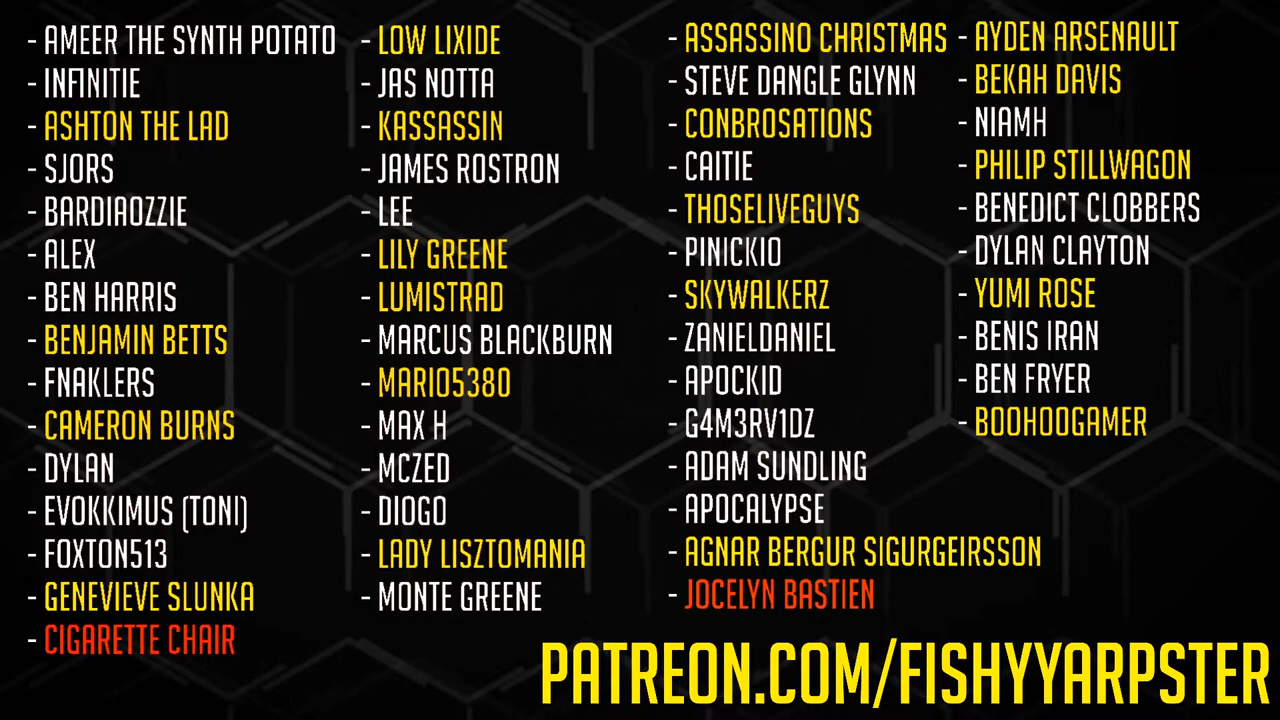 - AMEER THE SYNTH POTATO
- INFINITIE
- ASHTON THE LAD
- SJORS
- BARDIAOZZIE
- ALEX
- BEN HARRIS
- BENJAMIN BETTS
- FNAKLERS
- CAMERON BURNS
- DYLAN
- EVOKKIMUS (TONI)
- FOXTON513
- GENEVIEVE SLUNKA
- CIGARETTE CHAIR
- LOW LIXIDE
- JAS NOTTA
- KASSASSIN
- JAMES ROSTRON
- LEE
- LILY GREENE
- LUMISTRAD
- MARCUS BLACKBURN
- MARIO5380
- MAX H
- MCZED
- DIOGO
- LADY LISZTOMANIA
- MONTE GREENE
- ASSASSINO CHRISTMAS
- STEVE DANGLE GLYNN
- CONBROSATIONS
- CAITIE
- THOSELIVEGUYS
- PINICKIO
- SKYWALKERZ
- ZANIELDANIEL
- APOCKID
- G4M3RV1DZ
- ADAM SUNDLING
- APOCALYPSE
- AGNAR BERGUR SIGURGEIRSSON
- JOCELYN BASTIEN
- AYDEN ARSENAULT
- BEKAH DAVIS
- NIAMH
- PHILIP STILLWAGON
- BENEDICT CLOBBERS
- DYLAN CLAYTON
- YUMI ROSE
- BENIS IRAN
- BEN FRYER
- BOOHOOGAMER
PATREON.COM/FISHYYARPSTER